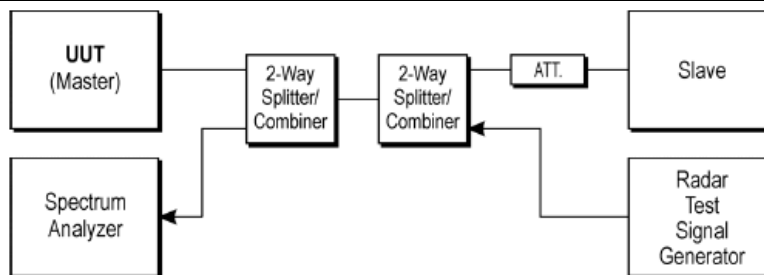 UUT
(Master)
2-Way
Splitter/
Combiner
2-Way
Splitter/
Combiner
ATT.
Slave
Spectrum
Analyzer
Radar
Test
Signal
Generator